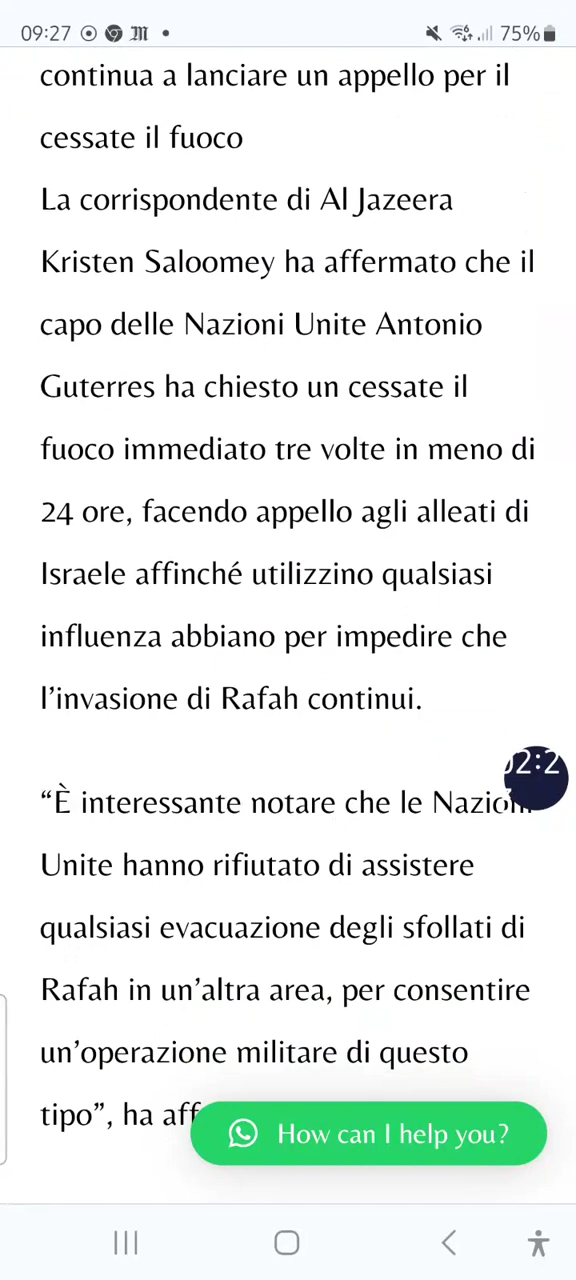 09:27
75%
continua a lanciare un appello per il
cessate il fuoco
La corrispondente di Al Jazeera
Kristen Saloomey ha affermato che il
capo delle Nazioni Unite Antonio
Guterres ha chiesto un cessate il
fuoco immediato tre volte in meno di
24 ore, facendo appello agli alleati di
Israele affinché utilizzino qualsiasi
influenza abbiano per impedire che
l’invasione di Rafah continui.
“È interessante notare che le
Unite hanno rifiutato di assistere
qualsiasi evacuazione degli sfollati di
Rafah in un’altra area, per consentire
un’operazione militare di questo
tipo”, ha
How can I help you?